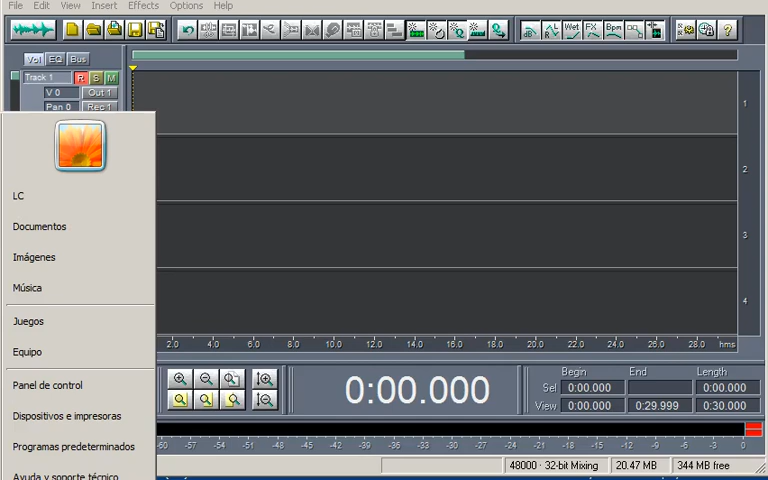 File Edit View Insert Effects Options Help
dB Wet FX Bpm
Vol EQ Bus
Track 1 R S M
V 0 Out 1
Pan 0 Rec 1
1
2
3
4
LC
Documentos
Imágenes
Música
Juegos
Equipo
Panel de control
Dispositivos e impresoras
Programas predeterminados
Ayuda y soporte técnico
2.0 4.0 6.0 8.0 10.0 12.0 14.0 16.0 18.0 20.0 22.0 24.0 26.0 28.0 hms
0:00.000
Begin End Length
Sel 0:00.000 0:00.000
View 0:00.000 0:29.999 0:30.000
-60 -57 -54 -51 -48 -45 -42 -39 -36 -33 -30 -27 -24 -21 -18 -15 -12 -9 -6 -3 0
48000 · 32-bit Mixing 20.47 MB 344 MB free